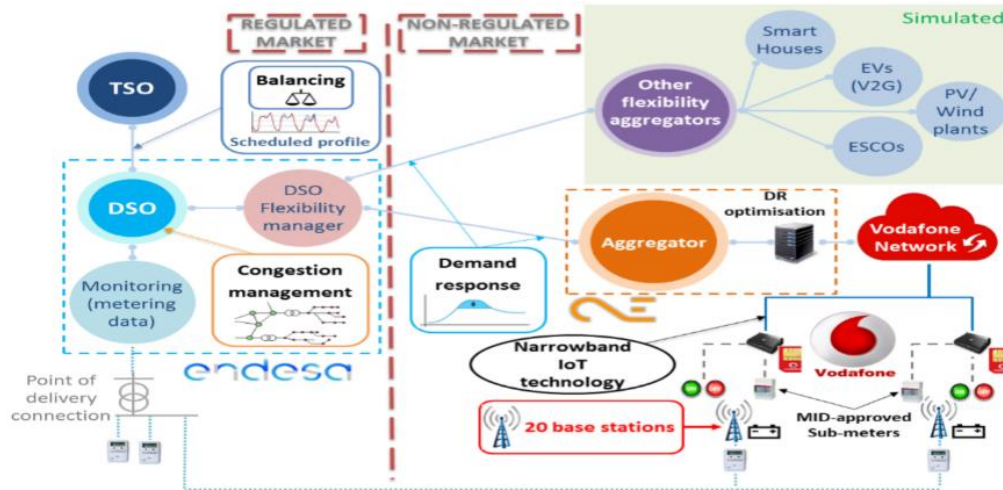 REGULATED
MARKET
NON-REGULATED
MARKET
Simulated
TSO
Balancing
Scheduled profile
Other
flexibility
aggregators
Smart
Houses
EVs
(V2G)
PV/
Wind
plants
ESCOs
DSO
DSO
Flexibility
manager
Monitoring
(metering
data)
Congestion
management
endesa
Demand
response
Aggregator
DR
optimisation
Vodafone
Network
Narrowband
IoT
technology
Vodafone
MID-approved
Sub-meters
20 base stations
Point of
delivery
connection